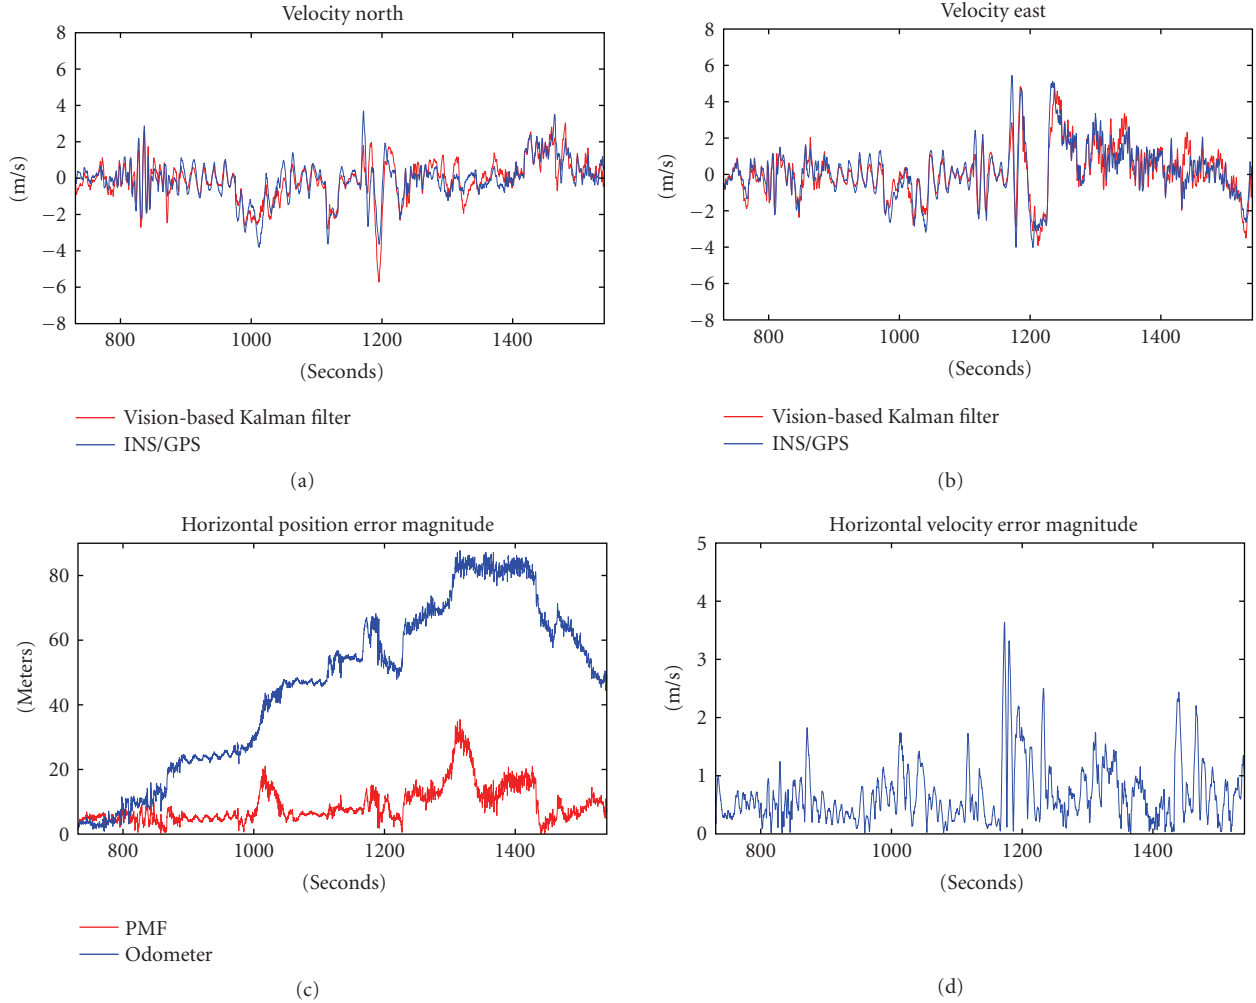 Velocity north
8
6
4
2
0
−2
−4
−6
−8
(m/s)
800 1000 1200 1400
(Seconds)
Vision-based Kalman filter
INS/GPS
(a)
Velocity east
8
6
4
2
0
−2
−4
−6
−8
(m/s)
800 1000 1200 1400
(Seconds)
Vision-based Kalman filter
INS/GPS
(b)
Horizontal position error magnitude
80
60
40
20
0
(Meters)
800 1000 1200 1400
(Seconds)
PMF
Odometer
(c)
Horizontal velocity error magnitude
5
4
3
2
1
0
(m/s)
800 1000 1200 1400
(Seconds)
(d)